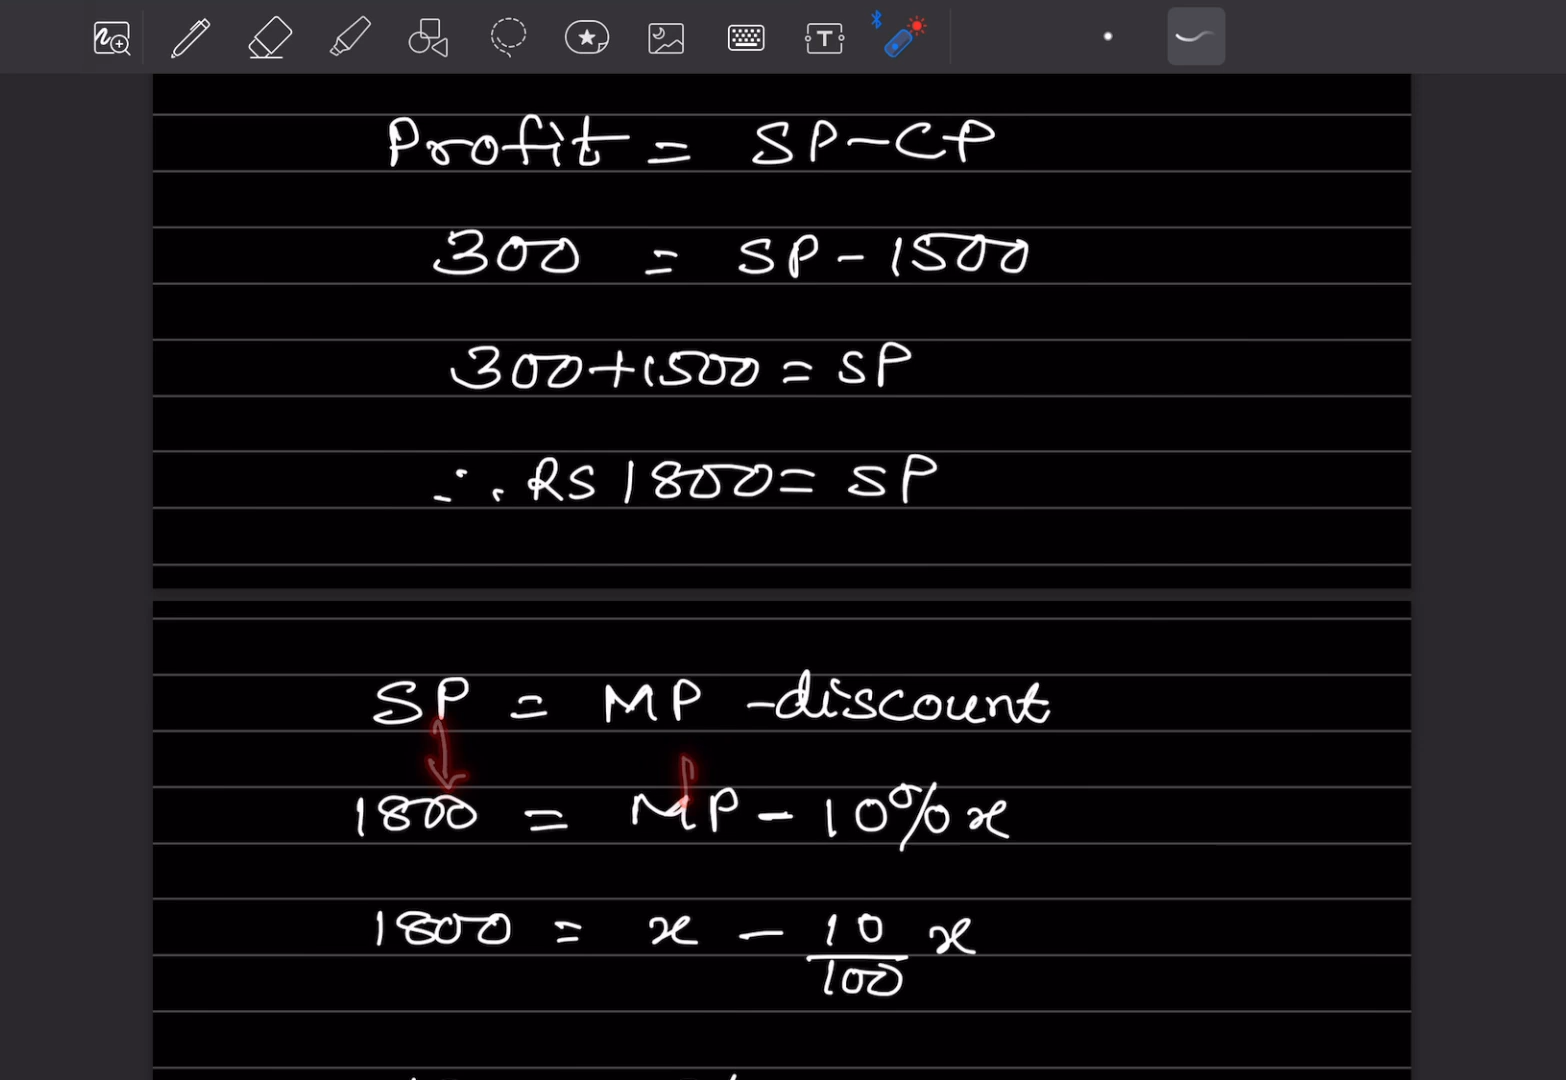 Profit = SP-CP
300 = SP - 1500
300+1500 = SP
∴ RS 1800 = SP
SP = MP -discount
1800 = MP - 10% x
1800 = x - 10/100 x